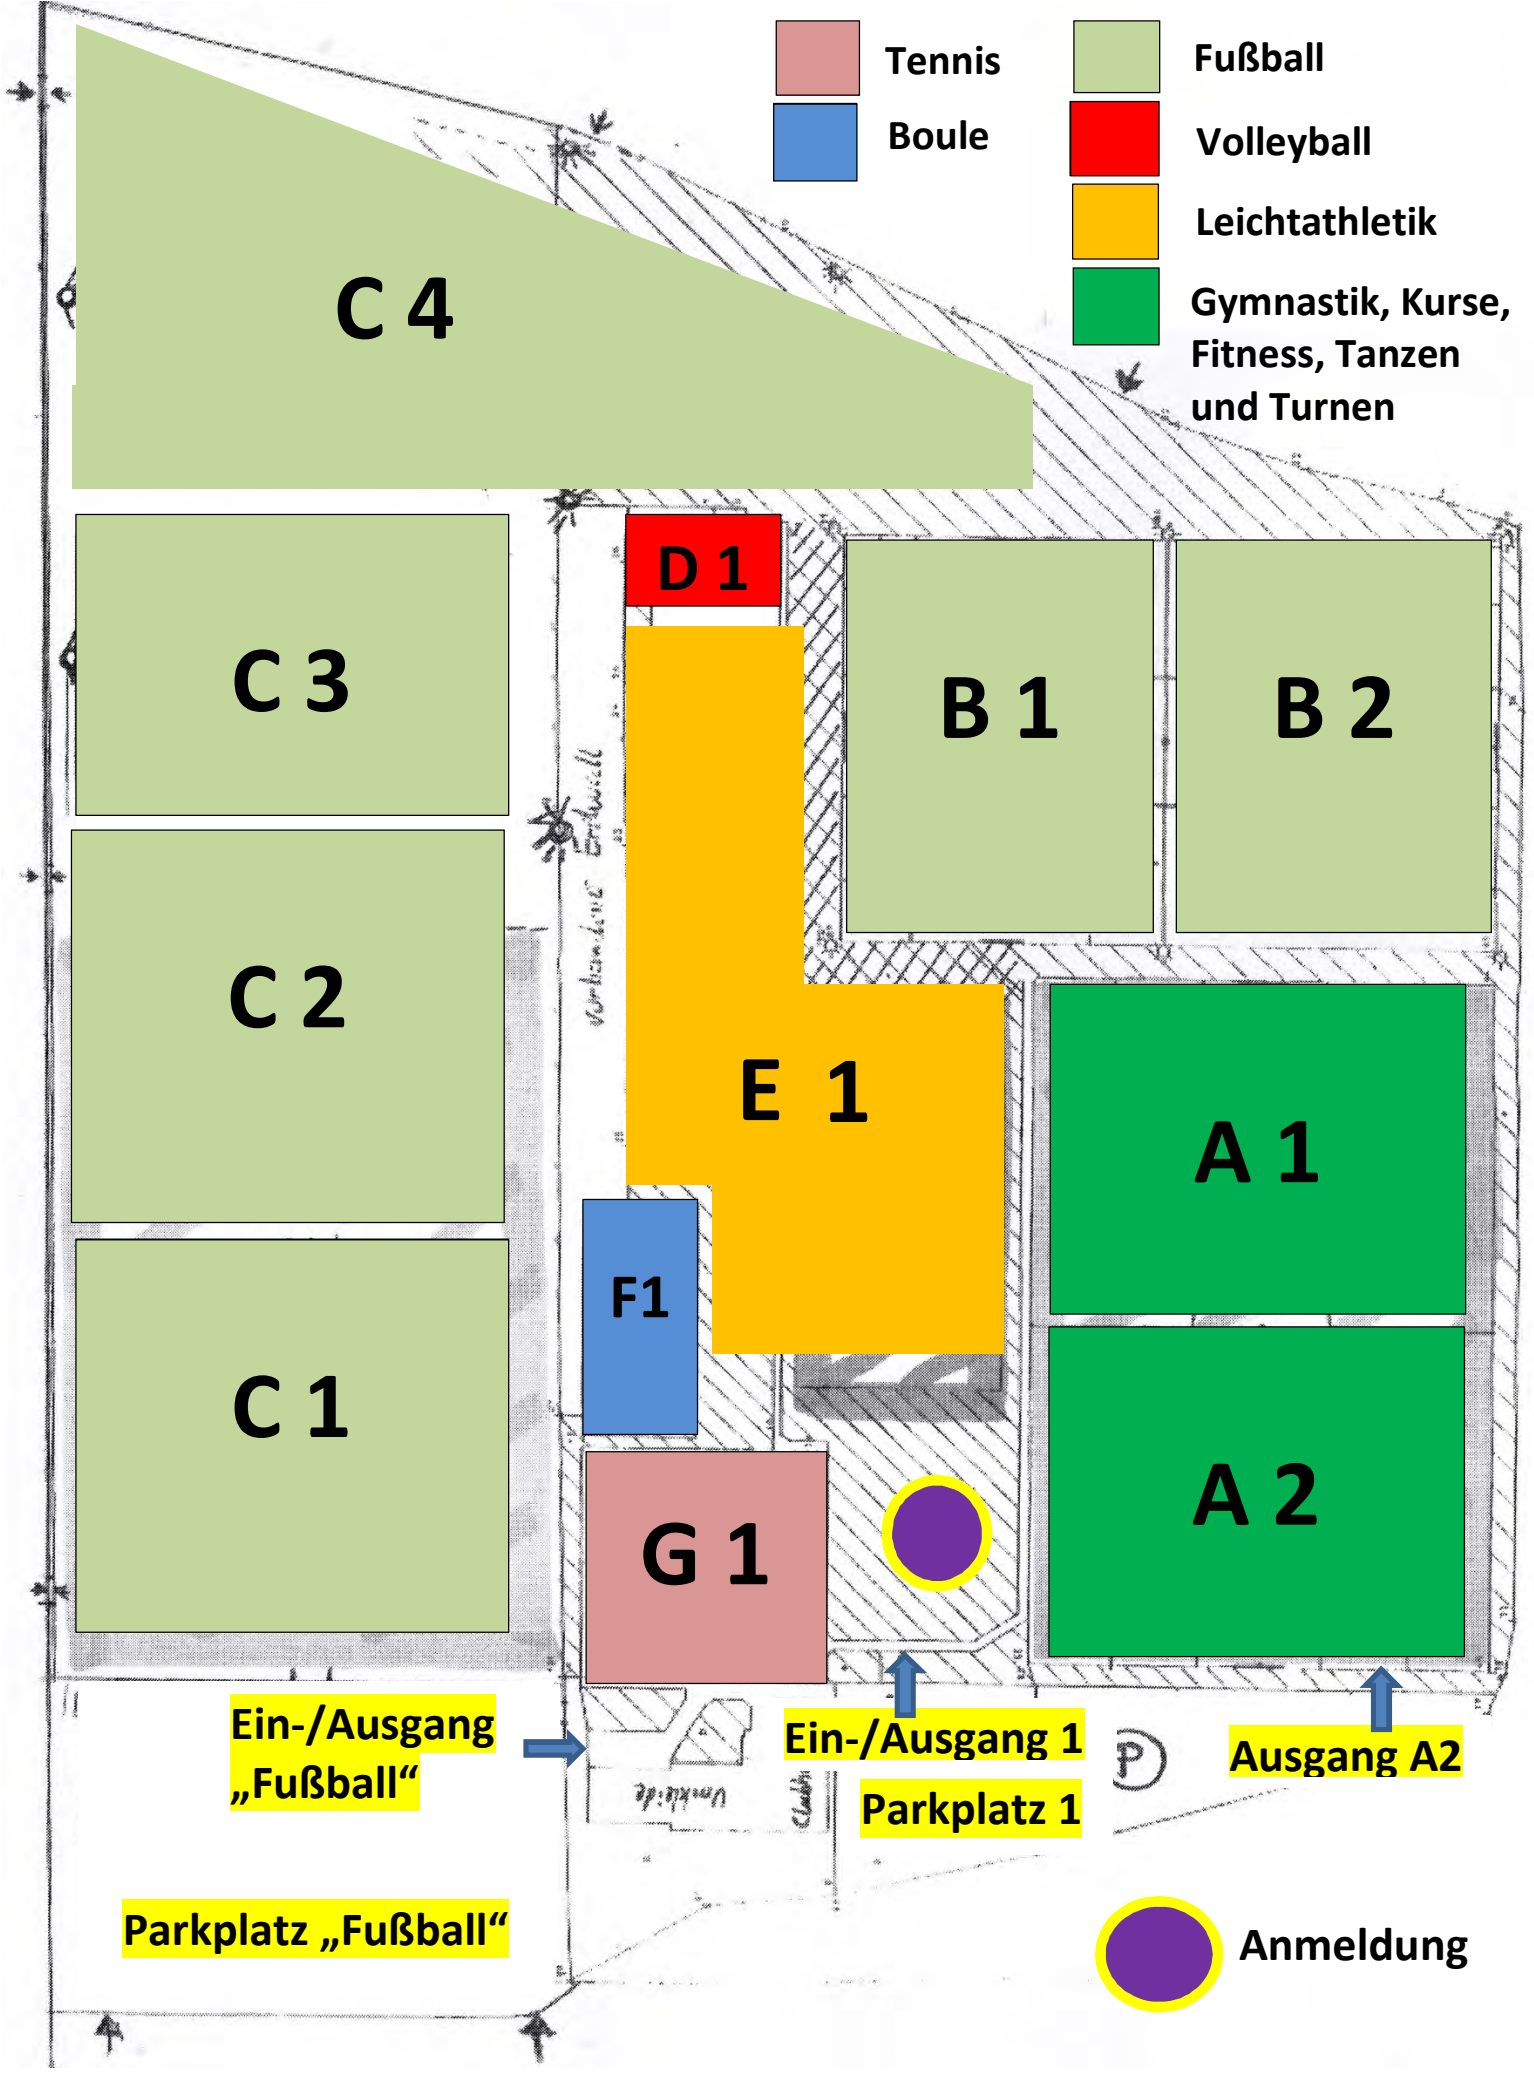 Tennis
Boule
Fußball
Volleyball
Leichtathletik
Gymnastik, Kurse,
Fitness, Tanzen
und Turnen
C 4
C 3
D 1
B 1
B 2
C 2
E 1
A 1
F1
C 1
A 2
G 1
Ein-/Ausgang
„Fußball“
Ein-/Ausgang 1
Parkplatz 1
P
Ausgang A2
Umkleide
Parkplatz „Fußball“
Anmeldung